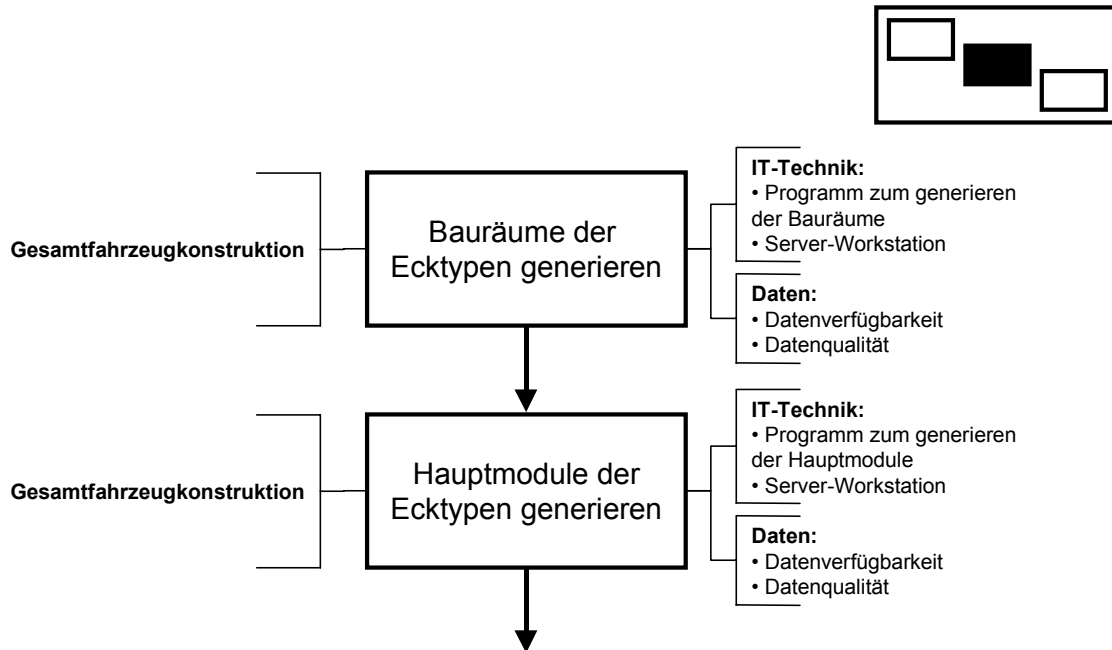 Gesamtfahrzeugkonstruktion
Bauräume der
Ecktypen generieren
IT-Technik:
• Programm zum generieren
der Bauräume
• Server-Workstation
Daten:
• Datenverfügbarkeit
• Datenqualität
Gesamtfahrzeugkonstruktion
Hauptmodule der
Ecktypen generieren
IT-Technik:
• Programm zum generieren
der Hauptmodule
• Server-Workstation
Daten:
• Datenverfügbarkeit
• Datenqualität